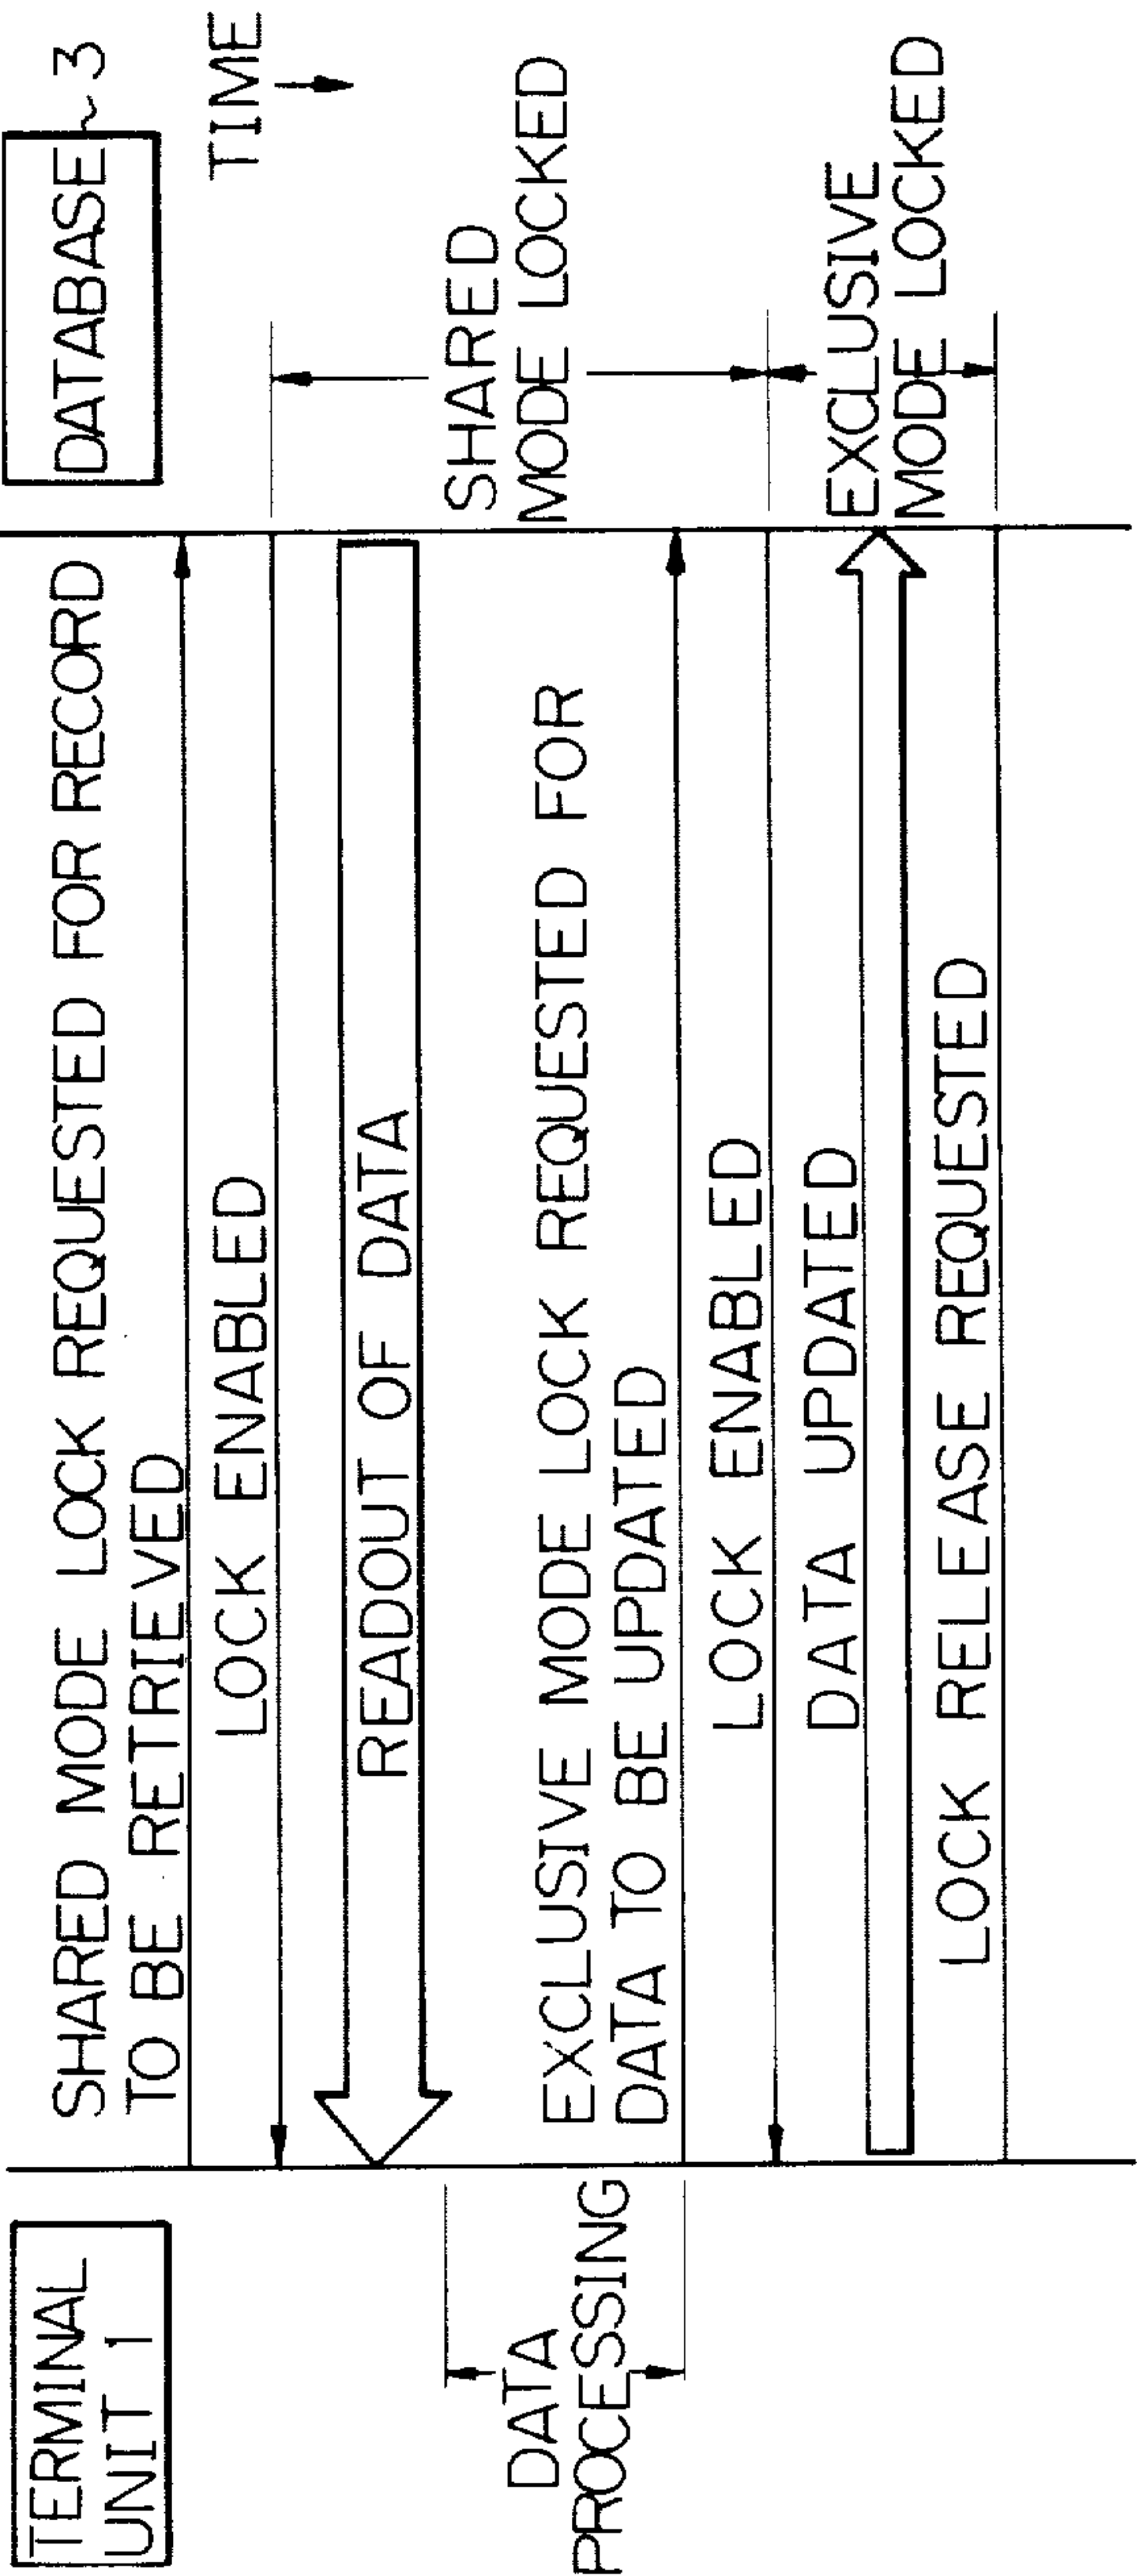 TERMINAL
UNIT 1
DATABASE ~ 3
SHARED MODE LOCK REQUESTED FOR RECORD
TO BE RETRIEVED
TIME
LOCK ENABLED
READOUT OF DATA
SHARED
MODE LOCKED
DATA
PROCESSING
EXCLUSIVE MODE LOCK REQUESTED FOR
DATA TO BE UPDATED
LOCK ENABLED
DATA UPDATED
EXCLUSIVE
MODE LOCKED
LOCK RELEASE REQUESTED